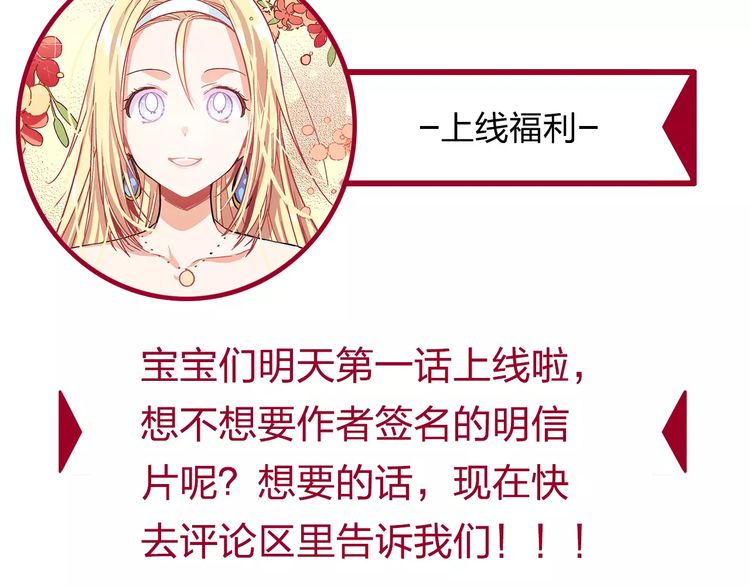 –上线福利–
宝宝们明天第一话上线啦，
想不想要作者签名的明信
片呢？想要的话，现在快
去评论区里告诉我们！！！